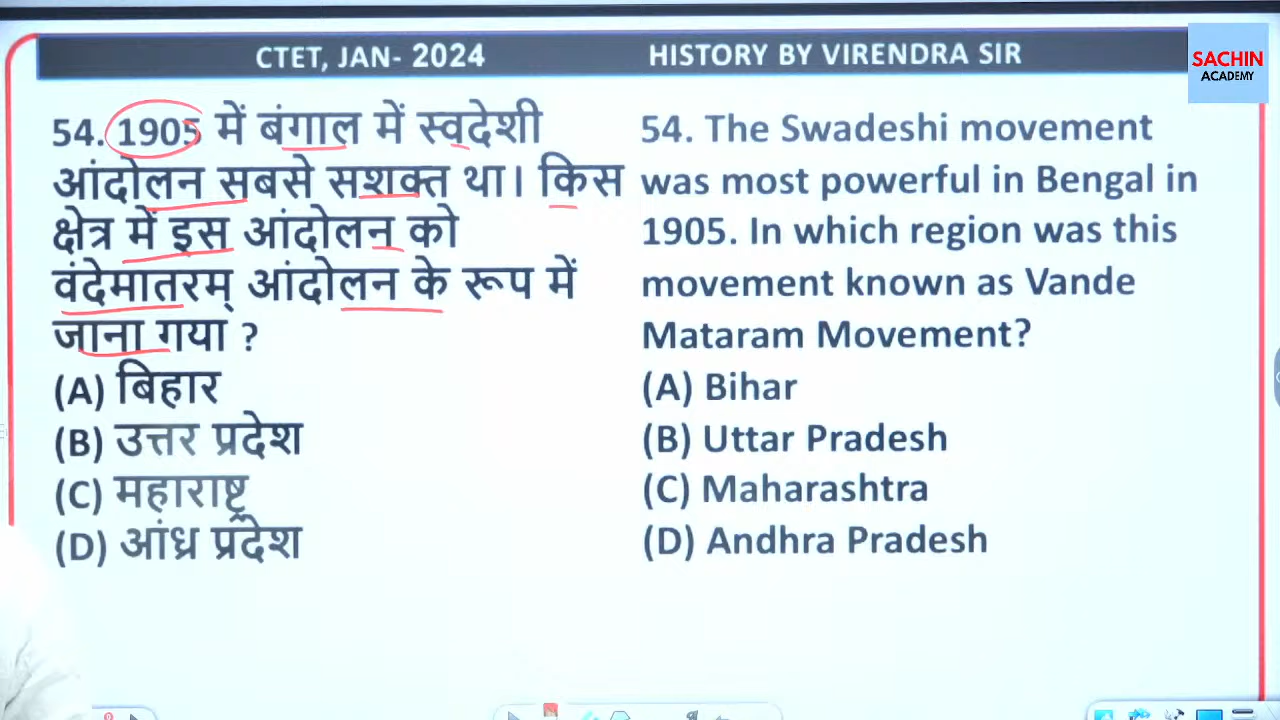 CTET, JAN- 2024
HISTORY BY VIRENDRA SIR
SACHIN
ACADEMY
54. 1905 में बंगाल में स्वदेशी
आंदोलन सबसे सशक्त था। किस
क्षेत्र में इस आंदोलन को
वंदेमातरम् आंदोलन के रूप में
जाना गया ?
(A) बिहार
(B) उत्तर प्रदेश
(C) महाराष्ट्र
(D) आंध्र प्रदेश
54. The Swadeshi movement
was most powerful in Bengal in
1905. In which region was this
movement known as Vande
Mataram Movement?
(A) Bihar
(B) Uttar Pradesh
(C) Maharashtra
(D) Andhra Pradesh